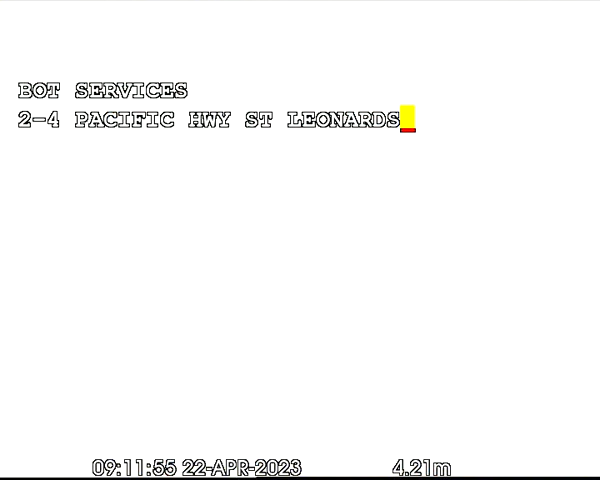 BOT SERVICES
2-4 PACIFIC HWY ST LEONARDS
09:11:55 22-APR-2023 4.21m